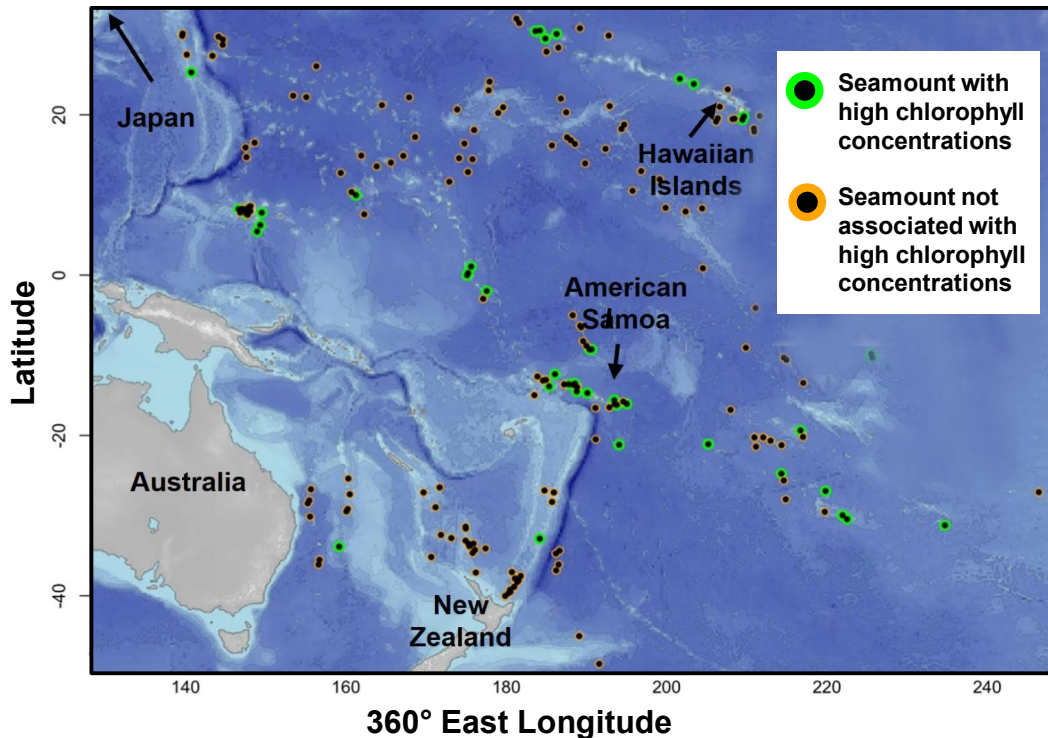 Japan
Hawaiian
Islands
American
Samoa
Australia
New
Zealand
Seamount with
high chlorophyll
concentrations
Seamount not
associated with
high chlorophyll
concentrations
Latitude
20
0
−20
−40
140
160
180
200
220
240
360° East Longitude